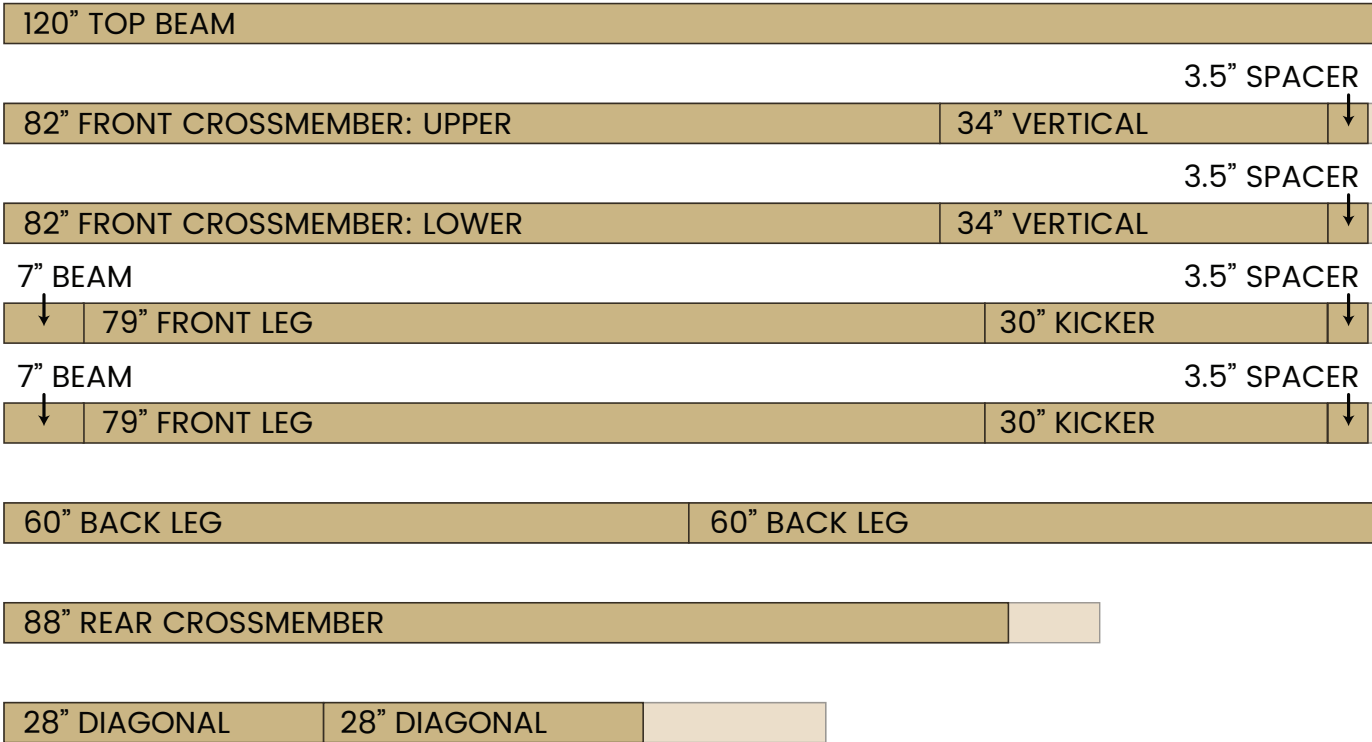 120” TOP BEAM
3.5” SPACER
82” FRONT CROSSMEMBER: UPPER 34” VERTICAL
3.5” SPACER
82” FRONT CROSSMEMBER: LOWER 34” VERTICAL
7” BEAM 3.5” SPACER
79” FRONT LEG 30” KICKER
7” BEAM 3.5” SPACER
79” FRONT LEG 30” KICKER
60” BACK LEG 60” BACK LEG
88” REAR CROSSMEMBER
28” DIAGONAL 28” DIAGONAL